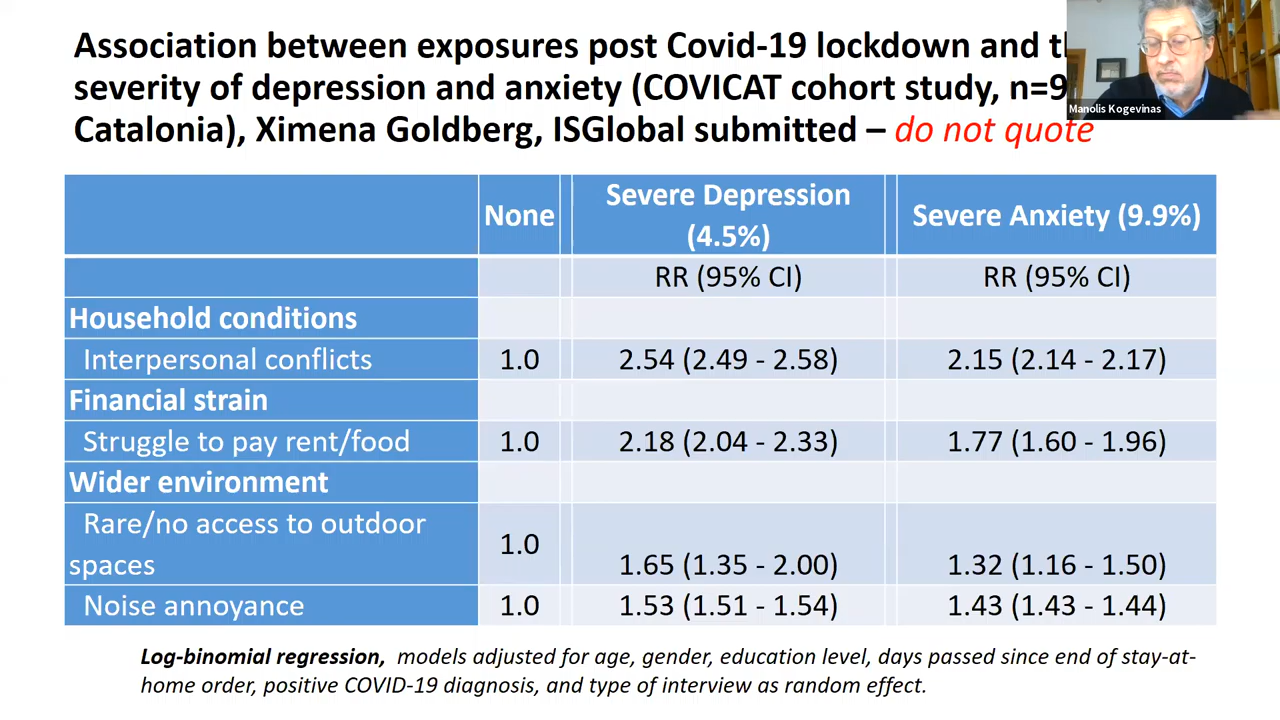 Association between exposures post Covid-19 lockdown and
severity of depression and anxiety (COVICAT cohort study, n=9
Catalonia), Ximena Goldberg, ISGlobal submitted – do not quote
Manolis Kogevinas
None
Severe Depression
(4.5%)
Severe Anxiety (9.9%)
RR (95% CI) RR (95% CI)
Household conditions
Interpersonal conflicts 1.0 2.54 (2.49 - 2.58) 2.15 (2.14 - 2.17)
Financial strain
Struggle to pay rent/food 1.0 2.18 (2.04 - 2.33) 1.77 (1.60 - 1.96)
Wider environment
Rare/no access to outdoor
spaces 1.0 1.65 (1.35 - 2.00) 1.32 (1.16 - 1.50)
Noise annoyance 1.0 1.53 (1.51 - 1.54) 1.43 (1.43 - 1.44)
Log-binomial regression, models adjusted for age, gender, education level, days passed since end of stay-at-
home order, positive COVID-19 diagnosis, and type of interview as random effect.